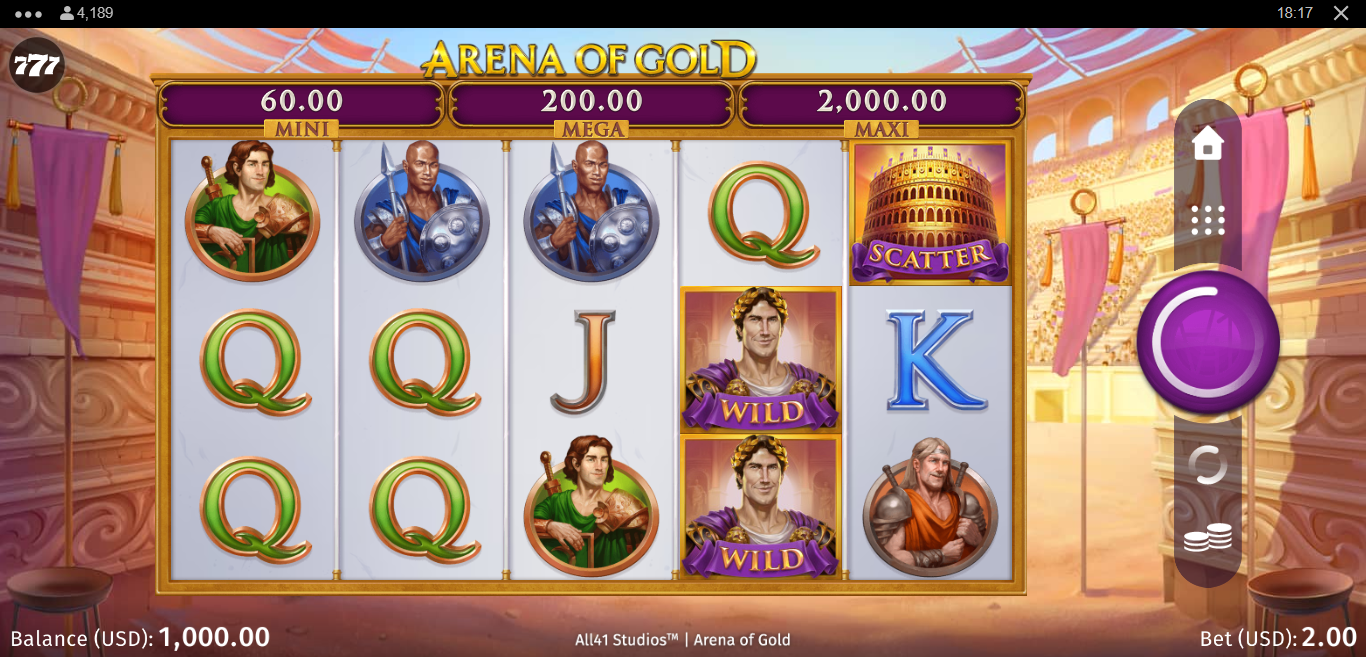 4,189
18:17
777
ARENA OF GOLD
60.00
200.00
2,000.00
MINI
MEGA
MAXI
Q
SCATTER
Q
Q
J
WILD
K
Q
Q
WILD
Balance (USD): 1,000.00
All41 Studios™ | Arena of Gold
Bet (USD): 2.00